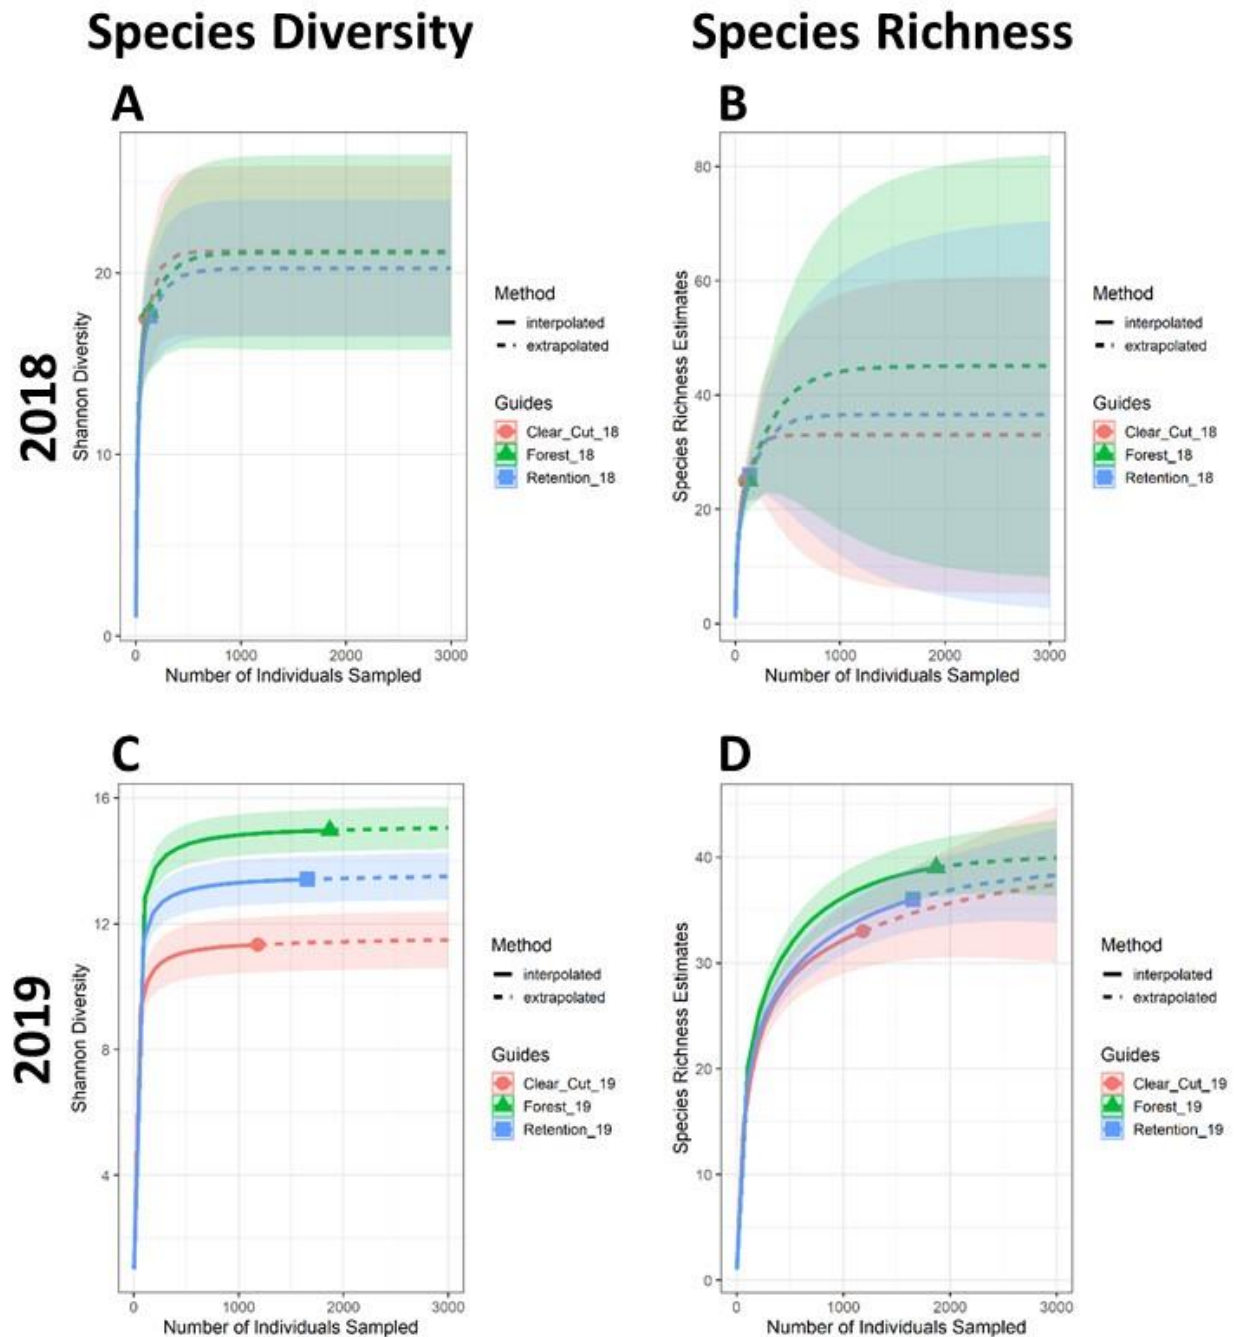 Species Diversity
Species Richness
2018
A
Shannon Diversity
20
10
0
0 1000 2000 3000
Number of Individuals Sampled
Method
interpolated
extrapolated
Guides
Clear_Cut_18
Forest_18
Retention_18
B
Species Richness Estimates
80
60
40
20
0
0 1000 2000 3000
Number of Individuals Sampled
Method
interpolated
extrapolated
Guides
Clear_Cut_18
Forest_18
Retention_18
2019
C
Shannon Diversity
16
12
8
4
0 1000 2000 3000
Number of Individuals Sampled
Method
interpolated
extrapolated
Guides
Clear_Cut_19
Forest_19
Retention_19
D
Species Richness Estimates
40
30
20
10
0
0 1000 2000 3000
Number of Individuals Sampled
Method
interpolated
extrapolated
Guides
Clear_Cut_19
Forest_19
Retention_19